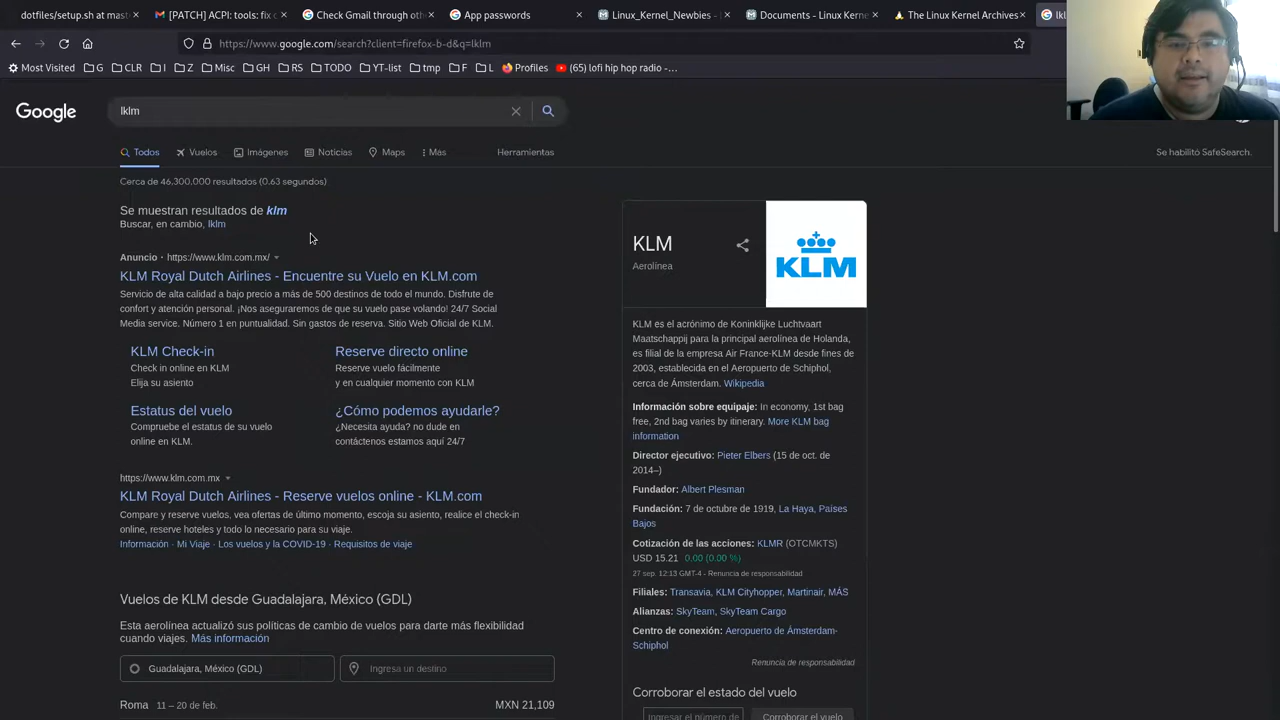 dotfiles/setup.sh at mast
[PATCH] ACPI: tools: fix c
Check Gmail through oth
App passwords
Linux_Kernel_Newbies -
Documents - Linux Kerne
The Linux Kernel Archives
lkl
https://www.google.com/search?client=firefox-b-d&q=lklm
Most Visited
G
CLR
I
Z
Misc
GH
RS
TODO
YT-list
tmp
F
L
Profiles
(65) lofi hip hop radio -…
Google
lklm
Todos
Vuelos
Imágenes
Noticias
Maps
Más
Herramientas
Se habilitó SafeSearch.
Cerca de 46,300,000 resultados (0.63 segundos)
Se muestran resultados de klm
Buscar, en cambio, lklm
Anuncio · https://www.klm.com.mx/
KLM Royal Dutch Airlines - Encuentre su Vuelo en KLM.com
Servicio de alta calidad a bajo precio a más de 500 destinos de todo el mundo. Disfrute de
confort y atención personal. ¡Nos aseguraremos de que su vuelo pase volando! 24/7 Social
Media service. Número 1 en puntualidad. Sin gastos de reserva. Sitio Web Oficial de KLM.
KLM Check-in
Check in online en KLM
Elija su asiento
Reserve directo online
Reserve vuelo fácilmente
y en cualquier momento con KLM
Estatus del vuelo
Compruebe el estatus de su vuelo
online en KLM.
¿Cómo podemos ayudarle?
¿Necesita ayuda? no dude en
contáctenos estamos aquí 24/7
https://www.klm.com.mx
KLM Royal Dutch Airlines - Reserve vuelos online - KLM.com
Compare y reserve vuelos, vea ofertas de último momento, escoja su asiento, realice el check-in
online, reserve hoteles y todo lo necesario para su viaje.
Información · Mi Viaje · Los vuelos y la COVID-19 · Requisitos de viaje
Vuelos de KLM desde Guadalajara, México (GDL)
Esta aerolínea actualizó sus políticas de cambio de vuelos para darte más flexibilidad
cuando viajes. Más información
Guadalajara, México (GDL)
Ingresa un destino
Roma 11 – 20 de feb.
MXN 21,109
KLM
Aerolínea
KLM
KLM es el acrónimo de Koninklijke Luchtvaart
Maatschappij para la principal aerolínea de Holanda,
es filial de la empresa Air France-KLM desde fines de
2003, establecida en el Aeropuerto de Schiphol,
cerca de Ámsterdam. Wikipedia
Información sobre equipaje: In economy, 1st bag
free, 2nd bag varies by itinerary. More KLM bag
information
Director ejecutivo: Pieter Elbers (15 de oct. de
2014–)
Fundador: Albert Plesman
Fundación: 7 de octubre de 1919, La Haya, Países
Bajos
Cotización de las acciones: KLMR (OTCMKTS)
USD 15.21 0.00 (0.00 %)
27 sep. 12:13 GMT-4 - Renuncia de responsabilidad
Filiales: Transavia, KLM Cityhopper, Martinair, MÁS
Alianzas: SkyTeam, SkyTeam Cargo
Centro de conexión: Aeropuerto de Ámsterdam-
Schiphol
Renuncia de responsabilidad
Corroborar el estado del vuelo
Ingresar el número de
Corroborar el vuelo